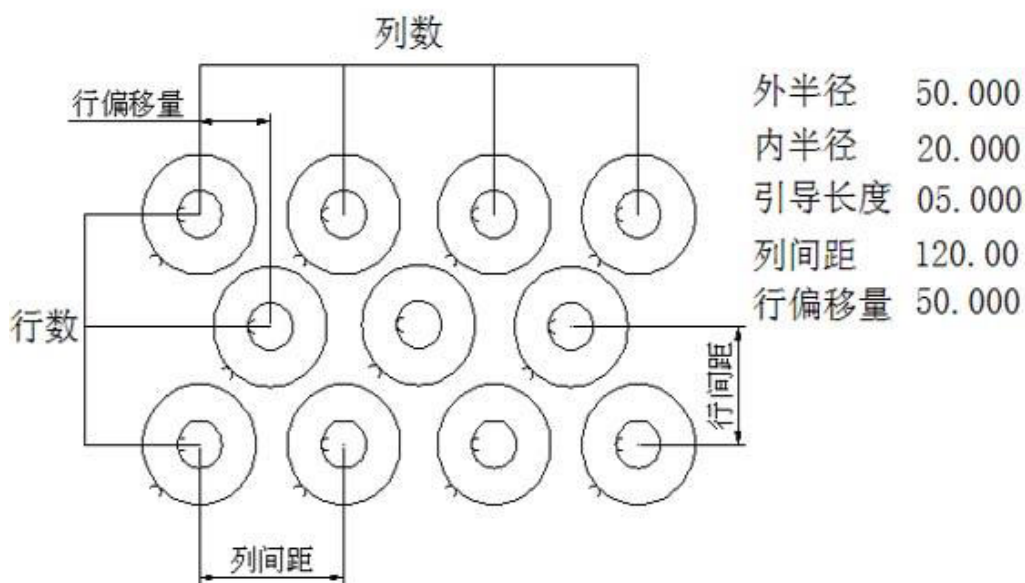 列数
行偏移量
行数
行间距
列间距
外半径 50.000
内半径 20.000
引导长度 05.000
列间距 120.00
行偏移量 50.000